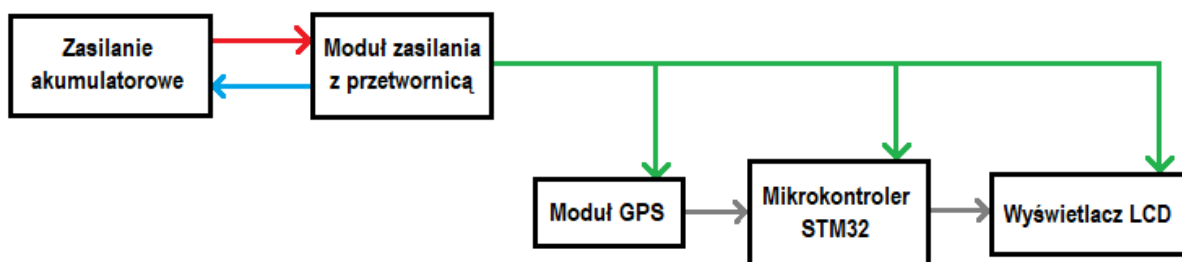 Zasilanie
akumulatorowe
Moduł zasilania
z przetwornicą
Moduł GPS
Mikrokontroler
STM32
Wyświetlacz LCD